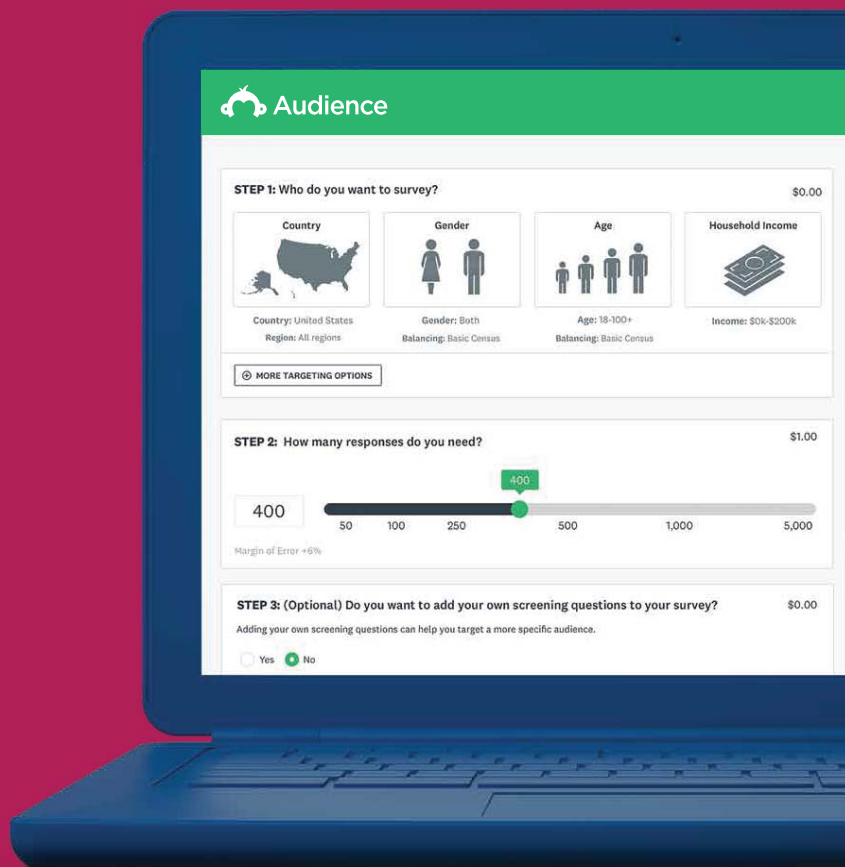 Audience
STEP 1: Who do you want to survey?
$0.00
Country
Gender
Age
Household Income
Country: United States
Gender: Both
Age: 18-100+
Income: $0k-$200k
Region: All regions
Balancing: Basic Census
Balancing: Basic Census
MORE TARGETING OPTIONS
STEP 2: How many responses do you need?
$1.00
400
400
50 100 250 500 1,000 5,000
Margin of Error +6%
STEP 3: (Optional) Do you want to add your own screening questions to your survey?
$0.00
Adding your own screening questions can help you target a more specific audience.
Yes No